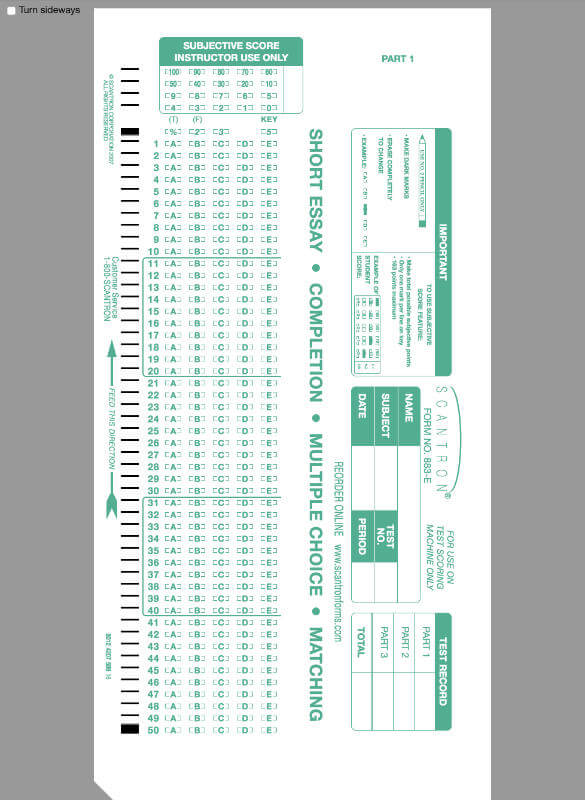 Turn sideways
SUBJECTIVE SCORE
INSTRUCTOR USE ONLY
100 90 80 70 60
50 40 30 20 10
9 8 7 6 5
4 3 2 1 0
(T) (F) KEY
% 2 3 5
1 A B C D E
2 A B C D E
3 A B C D E
4 A B C D E
5 A B C D E
6 A B C D E
7 A B C D E
8 A B C D E
9 A B C D E
10 A B C D E
11 A B C D E
12 A B C D E
13 A B C D E
14 A B C D E
15 A B C D E
16 A B C D E
17 A B C D E
18 A B C D E
19 A B C D E
20 A B C D E
21 A B C D E
22 A B C D E
23 A B C D E
24 A B C D E
25 A B C D E
26 A B C D E
27 A B C D E
28 A B C D E
29 A B C D E
30 A B C D E
31 A B C D E
32 A B C D E
33 A B C D E
34 A B C D E
35 A B C D E
36 A B C D E
37 A B C D E
38 A B C D E
39 A B C D E
40 A B C D E
41 A B C D E
42 A B C D E
43 A B C D E
44 A B C D E
45 A B C D E
46 A B C D E
47 A B C D E
48 A B C D E
49 A B C D E
50 A B C D E
© SCANTRON CORPORATION 2007
ALL RIGHTS RESERVED.
Customer Service
1-800-SCANTRON
FEED THIS DIRECTION
SHORT ESSAY • COMPLETION • MULTIPLE CHOICE • MATCHING
REORDER ONLINE www.scantronforms.com
PART 1
IMPORTANT
USE NO. 2 PENCIL ONLY
• MAKE DARK MARKS
• ERASE COMPLETELY
TO CHANGE
• EXAMPLE: A B D E
TO USE SUBJECTIVE
SCORE FEATURE:
• Make total possible subjective points
• Only one mark per line on key
• 163 points maximum
EXAMPLE OF
STUDENT
SCORE:
SCANTRON®
FORM NO. 883-E
FOR USE ON
TEST SCORING
MACHINE ONLY
NAME
SUBJECT
TEST
NO.
DATE
PERIOD
TEST RECORD
PART 1
PART 2
PART 3
TOTAL